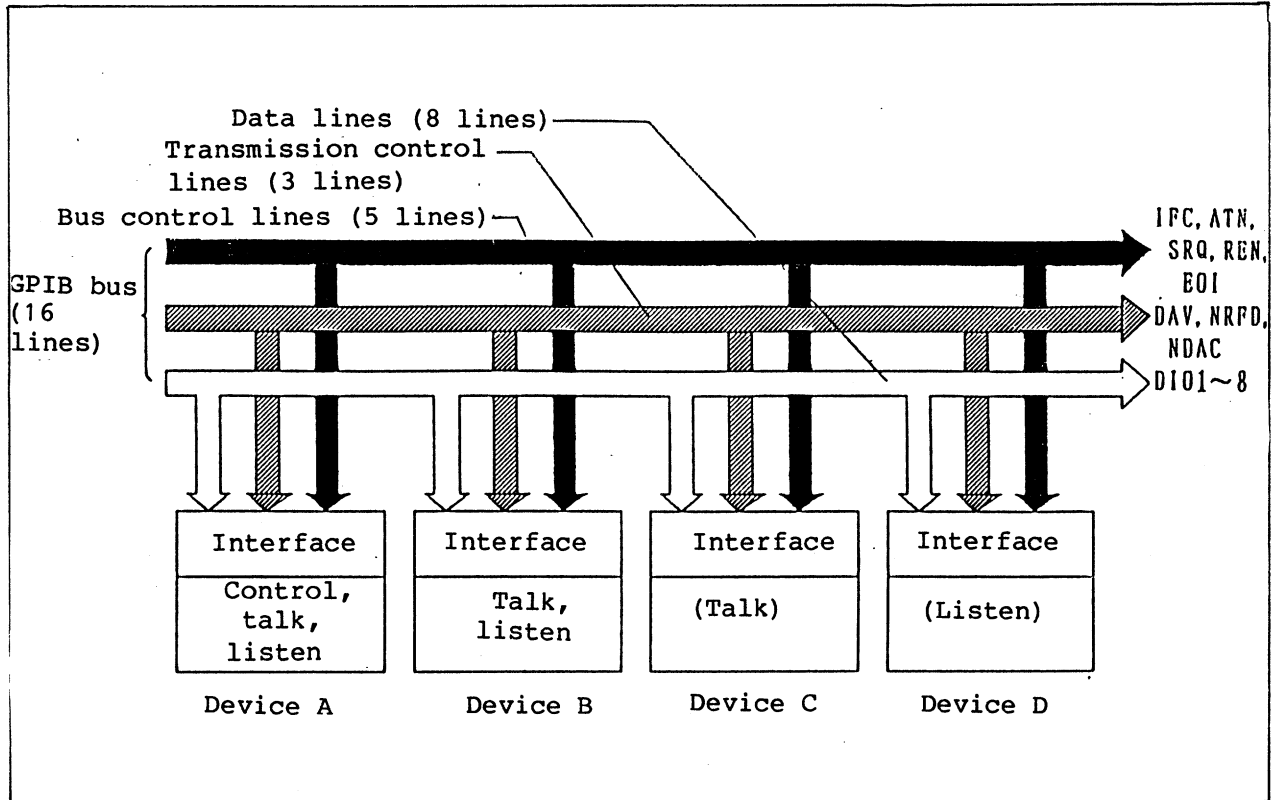 Data lines (8 lines)
Transmission control
lines (3 lines)
Bus control lines (5 lines)
GPIB bus
(16
lines)
IFC, ATN,
SRQ, REN,
EOI
DAV, NRFD,
NDAC
DIO1~8
Interface
Control,
talk,
listen
Device A
Interface
Talk,
listen
Device B
Interface
(Talk)
Device C
Interface
(Listen)
Device D